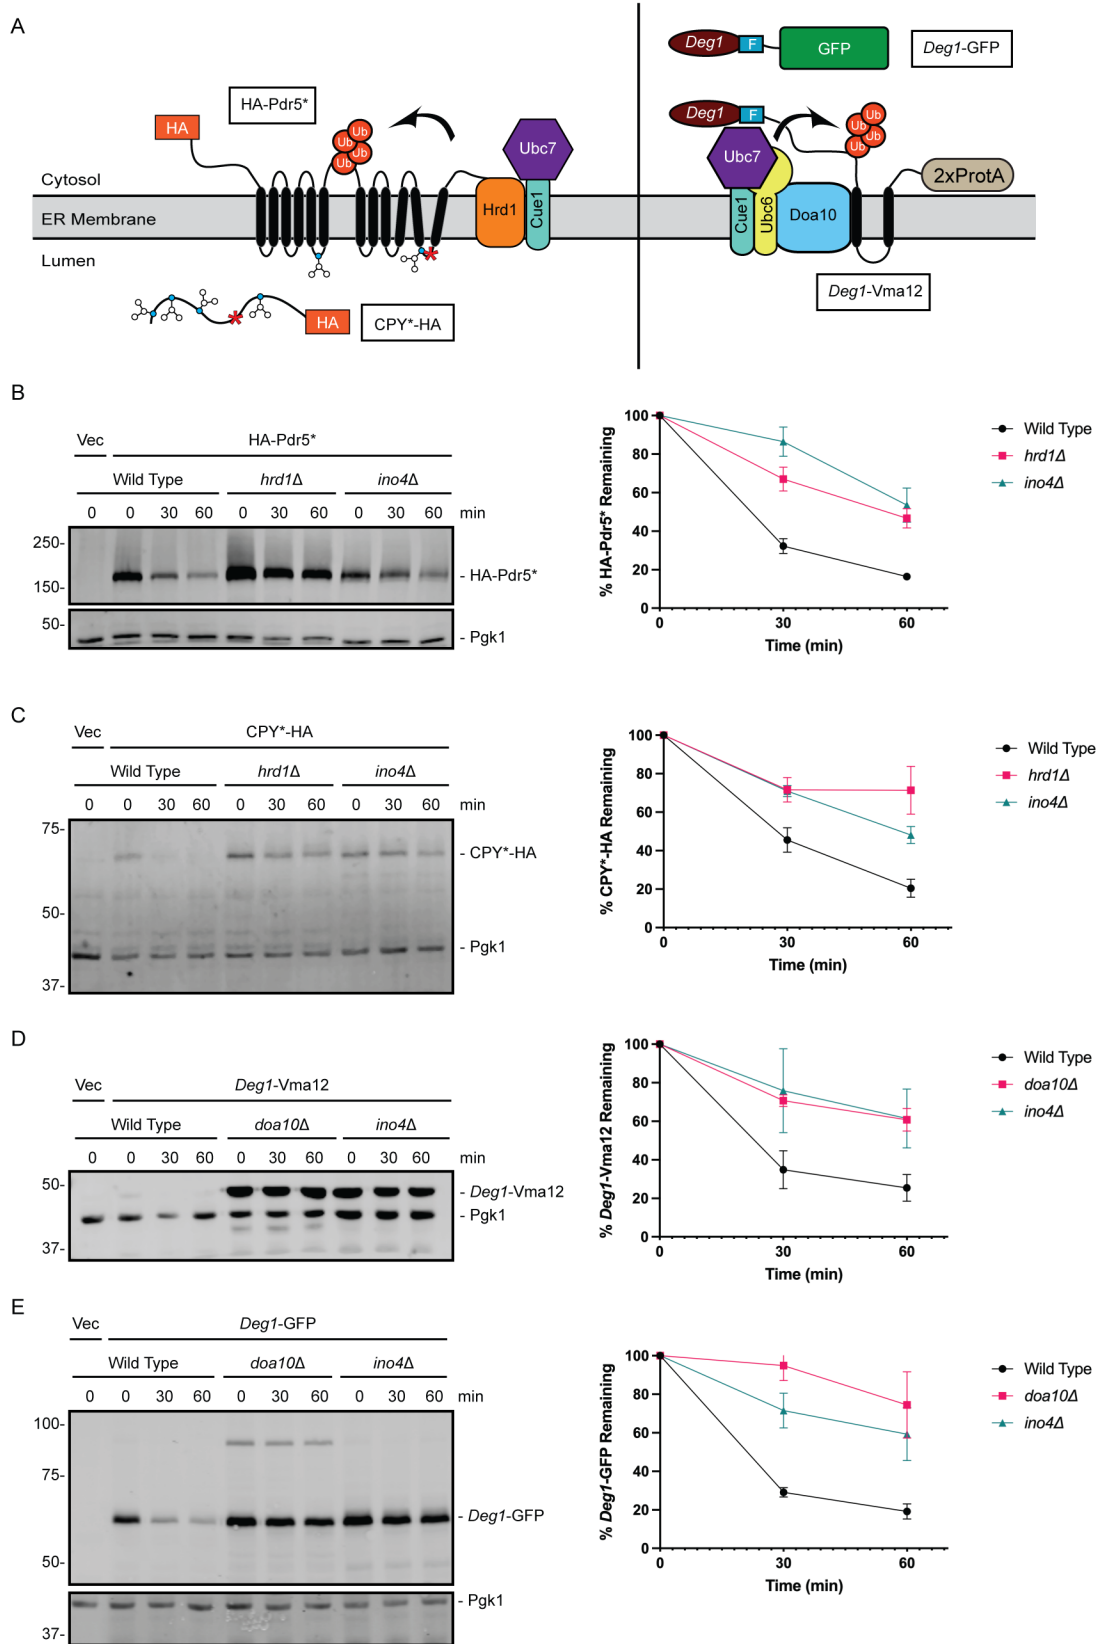 A
HA-Pdr5*
HA
Ub
Ub
Ub
Ub
Ubc7
Hrd1
Cue1
Cytosol
ER Membrane
Lumen
HA
CPY*-HA
Deg1
F
GFP
Deg1-GFP
Deg1
F
Ubc7
Cue1
Ubc6
Doa10
Ub
Ub
Ub
Ub
2xProtA
Deg1-Vma12
B
Vec HA-Pdr5*
Wild Type hrd1Δ ino4Δ
0 0 30 60 0 30 60 0 30 60 min
250-
150-
- HA-Pdr5*
50-
- Pgk1
% HA-Pdr5* Remaining
100
80
60
40
20
0
0 30 60
Time (min)
Wild Type
hrd1Δ
ino4Δ
C
Vec CPY*-HA
Wild Type hrd1Δ ino4Δ
0 0 30 60 0 30 60 0 30 60 min
75-
- CPY*-HA
50-
- Pgk1
37-
% CPY*-HA Remaining
100
80
60
40
20
0
0 30 60
Time (min)
Wild Type
hrd1Δ
ino4Δ
D
Vec Deg1-Vma12
Wild Type doa10Δ ino4Δ
0 0 30 60 0 30 60 0 30 60 min
50-
- Deg1-Vma12
- Pgk1
37-
% Deg1-Vma12 Remaining
100
80
60
40
20
0
0 30 60
Time (min)
Wild Type
doa10Δ
ino4Δ
E
Vec Deg1-GFP
Wild Type doa10Δ ino4Δ
0 0 30 60 0 30 60 0 30 60 min
100-
75-
- Deg1-GFP
50-
- Pgk1
37-
% Deg1-GFP Remaining
100
80
60
40
20
0
0 30 60
Time (min)
Wild Type
doa10Δ
ino4Δ